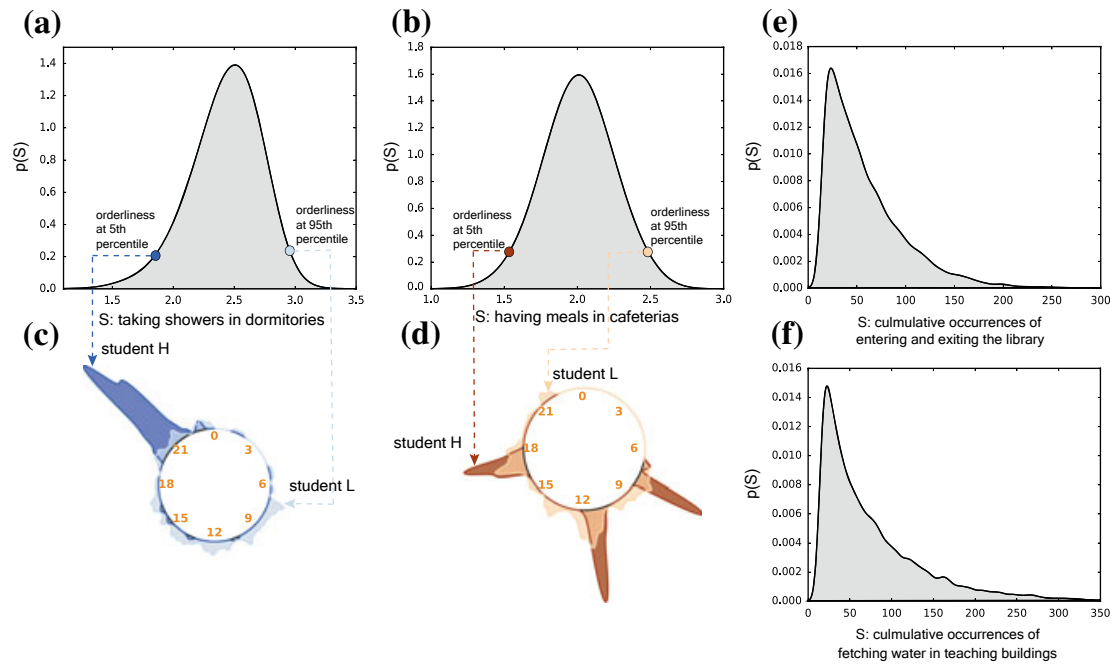 (a)
1.4
1.2
1.0
0.8
0.6
0.4
0.2
0.0
p(S)
orderliness
at 5th
percentile
orderliness
at 95th
percentile
1.5
2.0
2.5
3.0
3.5
S: taking showers in dormitories
(b)
1.8
1.6
1.4
1.2
1.0
0.8
0.6
0.4
0.2
0.0
p(S)
orderliness
at 5th
percentile
orderliness
at 95th
percentile
1.0
1.5
2.0
2.5
3.0
S: having meals in cafeterias
(e)
0.018
0.016
0.014
0.012
0.010
0.008
0.006
0.004
0.002
0.000
p(S)
0
50
100
150
200
250
300
S: culmulative occurrences of
entering and exiting the library
(c)
student H
0
3
6
9
12
15
18
21
student L
(d)
student L
student H
0
3
6
9
12
15
18
21
(f)
0.016
0.014
0.012
0.010
0.008
0.006
0.004
0.002
0.000
p(S)
0
50
100
150
200
250
300
350
S: culmulative occurrences of
fetching water in teaching buildings